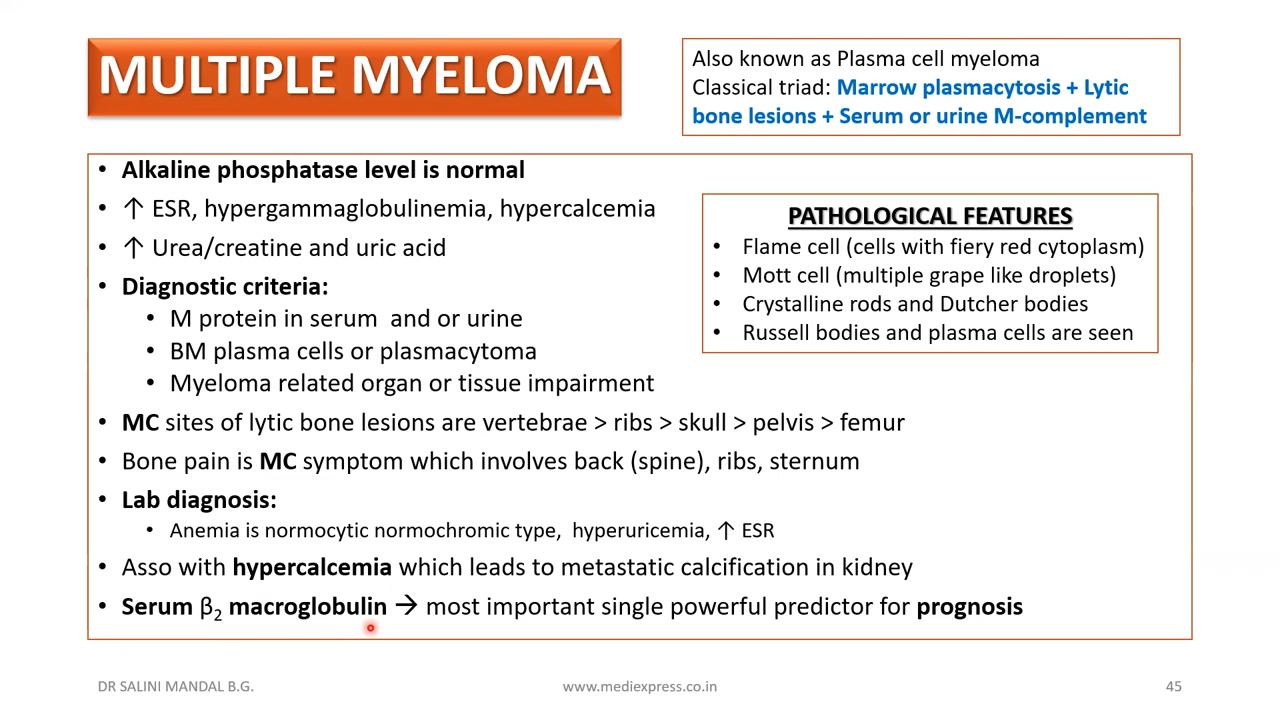 MULTIPLE MYELOMA
Also known as Plasma cell myeloma
Classical triad: Marrow plasmacytosis + Lytic
bone lesions + Serum or urine M-complement
• Alkaline phosphatase level is normal
• ↑ ESR, hypergammaglobulinemia, hypercalcemia
• ↑ Urea/creatine and uric acid
• Diagnostic criteria:
• M protein in serum and or urine
• BM plasma cells or plasmacytoma
• Myeloma related organ or tissue impairment
• MC sites of lytic bone lesions are vertebrae > ribs > skull > pelvis > femur
• Bone pain is MC symptom which involves back (spine), ribs, sternum
• Lab diagnosis:
• Anemia is normocytic normochromic type, hyperuricemia, ↑ ESR
• Asso with hypercalcemia which leads to metastatic calcification in kidney
• Serum β₂ macroglobulin → most important single powerful predictor for prognosis
PATHOLOGICAL FEATURES
• Flame cell (cells with fiery red cytoplasm)
• Mott cell (multiple grape like droplets)
• Crystalline rods and Dutcher bodies
• Russell bodies and plasma cells are seen
DR SALINI MANDAL B.G.
www.mediexpress.co.in
45